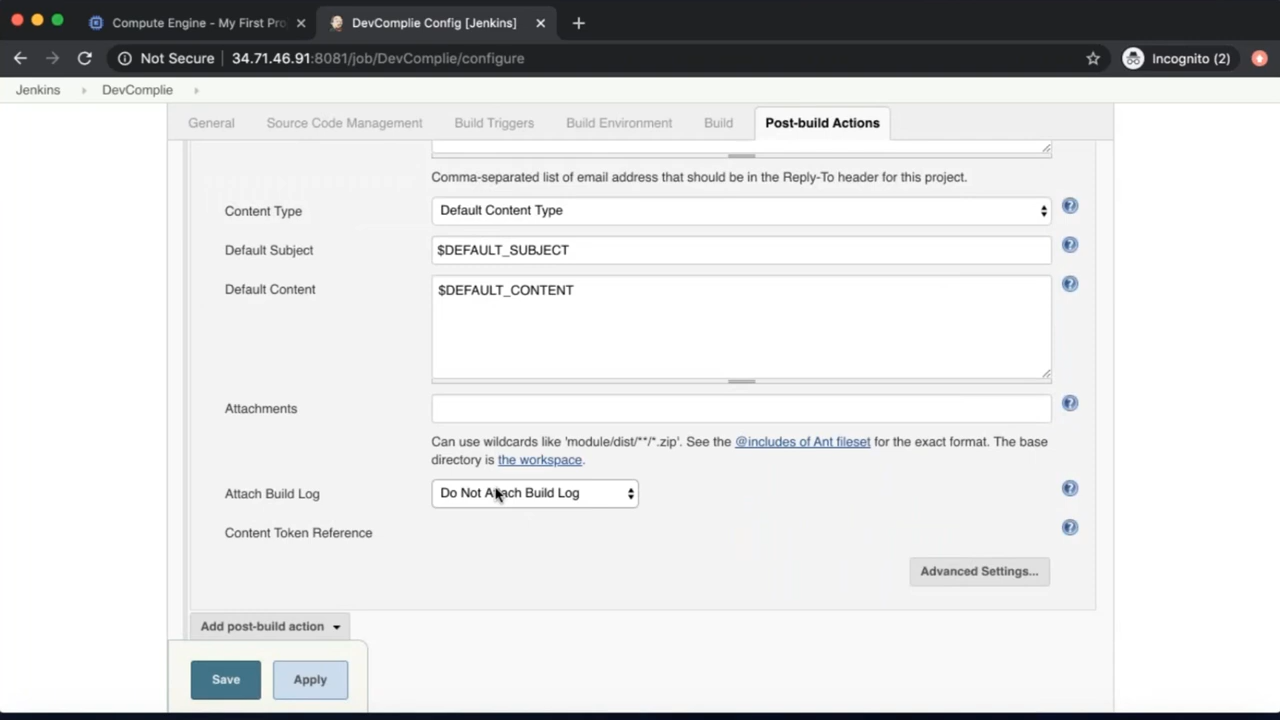 Compute Engine - My First Pro
DevComplie Config [Jenkins]
Not Secure 34.71.46.91:8081/job/DevComplie/configure
Incognito (2)
Jenkins DevComplie
General Source Code Management Build Triggers Build Environment Build Post-build Actions
Comma-separated list of email address that should be in the Reply-To header for this project.
Content Type Default Content Type
Default Subject $DEFAULT_SUBJECT
Default Content $DEFAULT_CONTENT
Attachments
Can use wildcards like 'module/dist/**/*.zip'. See the @includes of Ant fileset for the exact format. The base
directory is the workspace.
Attach Build Log Do Not Attach Build Log
Content Token Reference
Advanced Settings...
Add post-build action
Save Apply